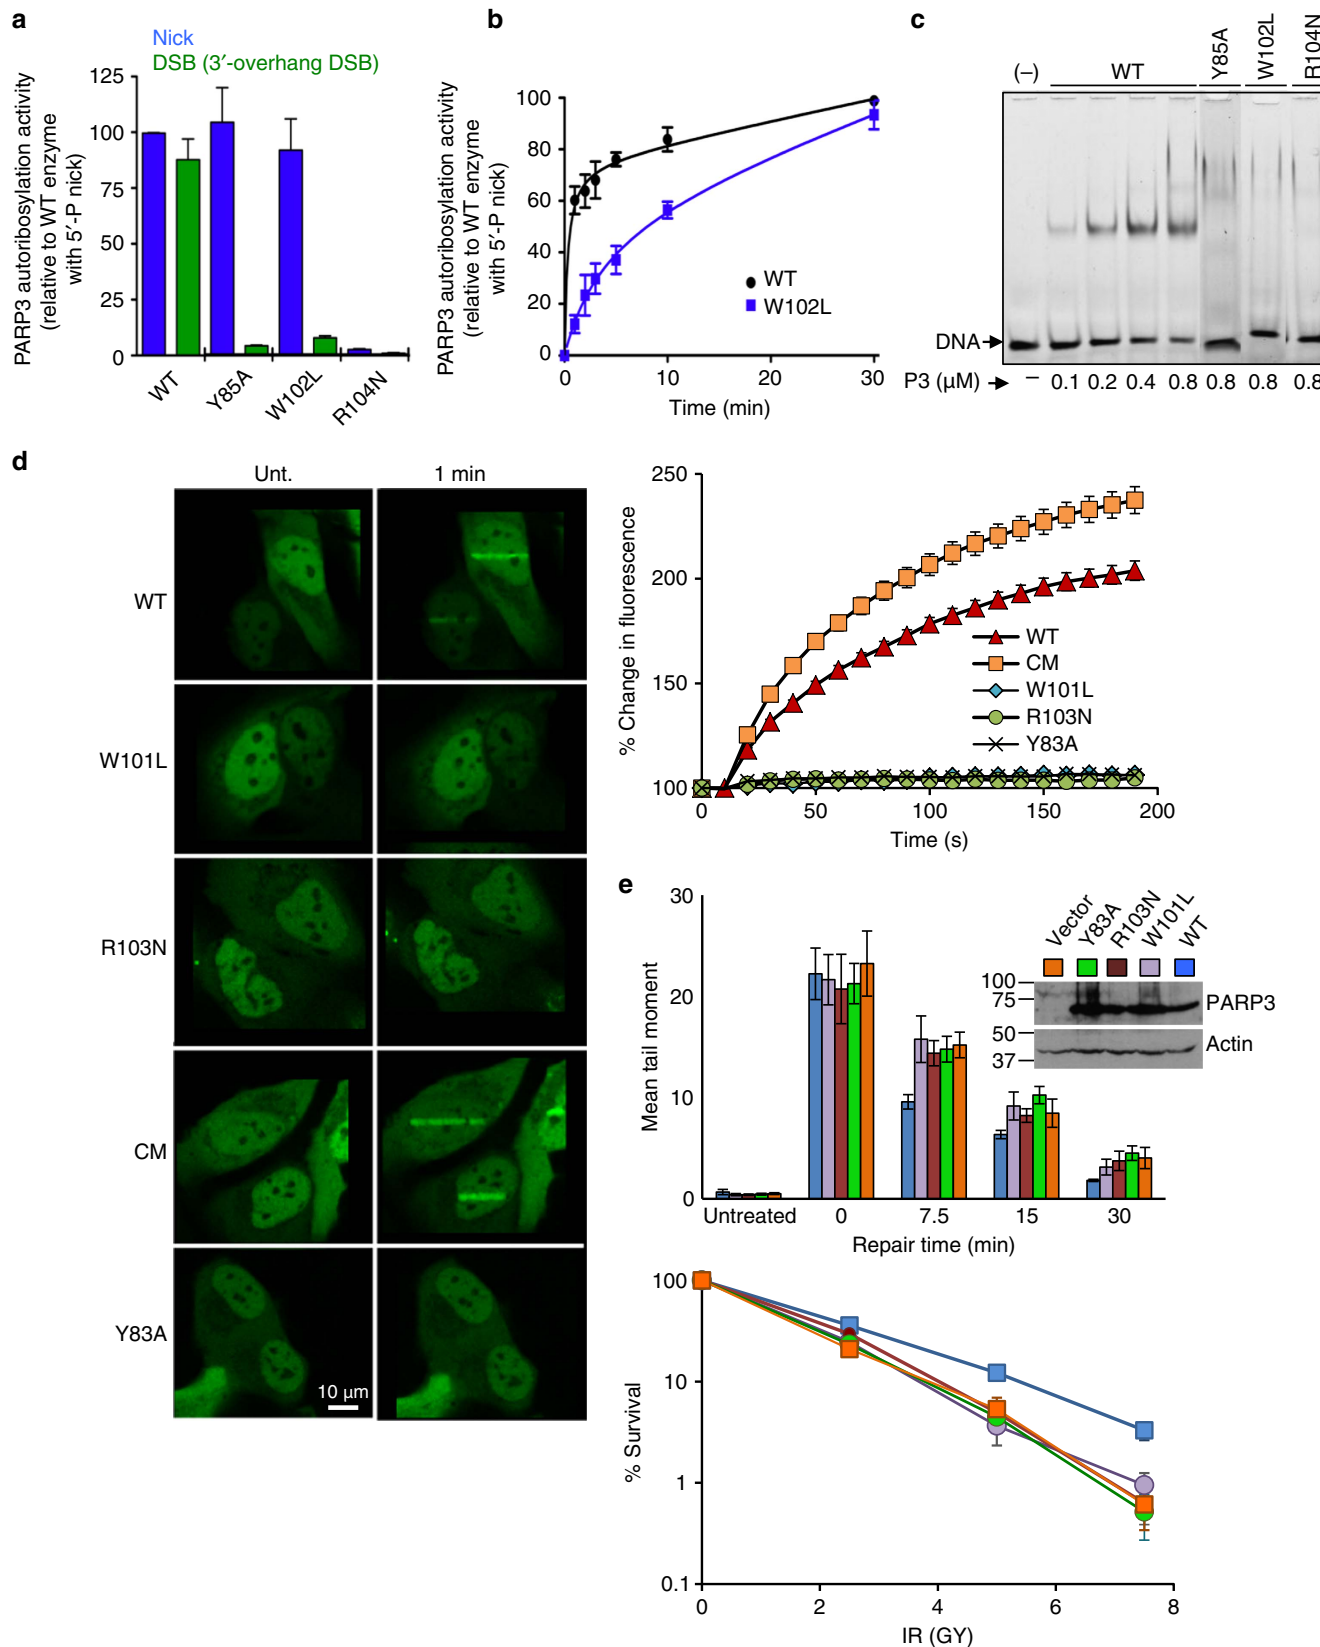 a
Nick
DSB (3′-overhang DSB)
PARP3 autoribosylation activity
(relative to WT enzyme
with 5′-P nick)
125
100
75
50
25
0
WT
Y85A
W102L
R104N
b
PARP3 autoribosylation activity
(relative to WT enzyme
with 5′-P nick)
100
80
60
40
20
0
0
10
20
30
Time (min)
WT
W102L
c
(–)
WT
Y85A
W102L
R104N
DNA
P3 (μM)
– 0.1 0.2 0.4 0.8 0.8 0.8 0.8
d
Unt.
1 min
WT
W101L
R103N
CM
Y83A
10 μm
% Change in fluorescence
250
200
150
100
0
50
100
150
200
Time (s)
WT
CM
W101L
R103N
Y83A
e
Mean tail moment
30
20
10
0
Untreated
0
7.5
15
30
Repair time (min)
Vector
Y83A
R103N
W101L
WT
100
75
50
37
PARP3
Actin
% Survival
100
10
1
0.1
0
2
4
6
8
IR (GY)